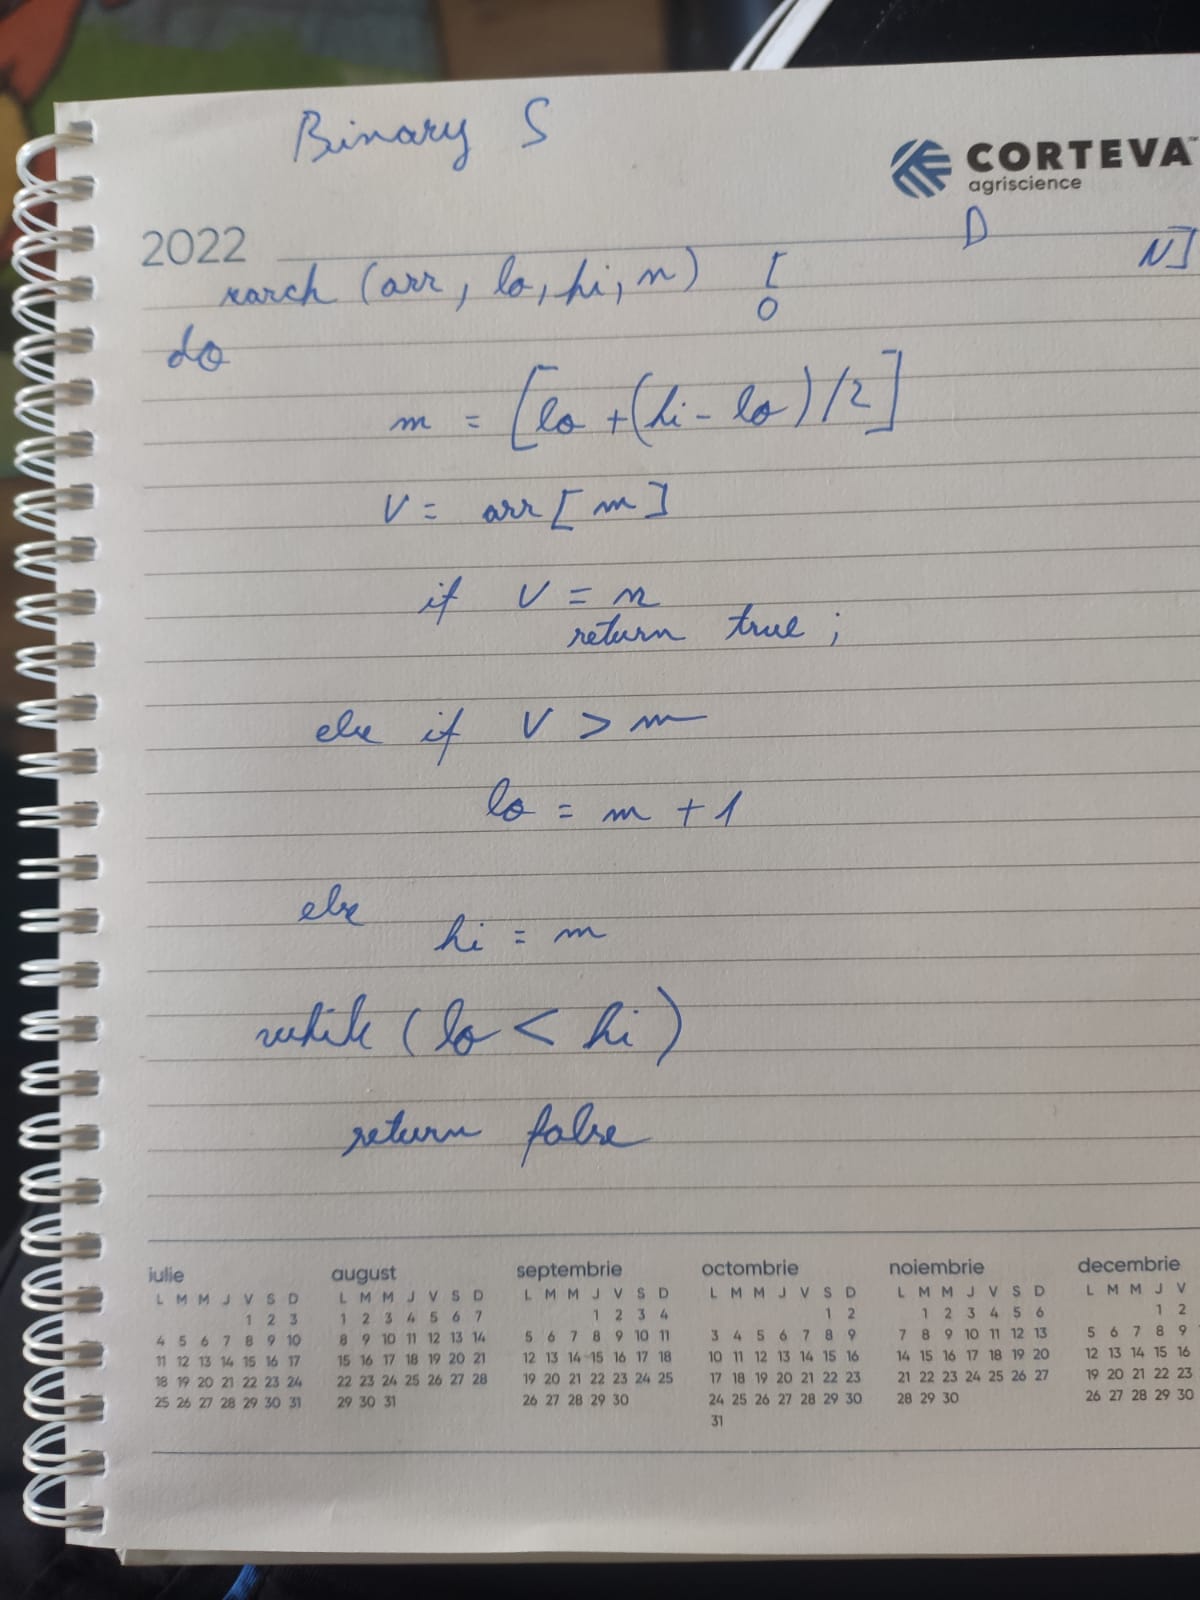 Binary S
CORTEVA™
agriscience
2022
D
N]
search (arr, lo, hi, n) [
0
do
m = [lo + (hi - lo)/2]
V = arr [m]
if V = n
return true;
else if V > m
lo = m + 1
else
hi = m
while (lo < hi)
return false
iulie august septembrie octombrie noiembrie decembrie
L M M J V S D L M M J V S D L M M J V S D L M M J V S D L M M J V S D L M M J V
1 2 3 1 2 3 4 5 6 7 1 2 3 4 1 2 1 2 3 4 5 6 1 2
4 5 6 7 8 9 10 8 9 10 11 12 13 14 5 6 7 8 9 10 11 3 4 5 6 7 8 9 7 8 9 10 11 12 13 5 6 7 8 9
11 12 13 14 15 16 17 15 16 17 18 19 20 21 12 13 14 15 16 17 18 10 11 12 13 14 15 16 14 15 16 17 18 19 20 12 13 14 15 16
18 19 20 21 22 23 24 22 23 24 25 26 27 28 19 20 21 22 23 24 25 17 18 19 20 21 22 23 21 22 23 24 25 26 27 19 20 21 22 23
25 26 27 28 29 30 31 29 30 31 26 27 28 29 30 24 25 26 27 28 29 30 28 29 30 26 27 28 29 30
31